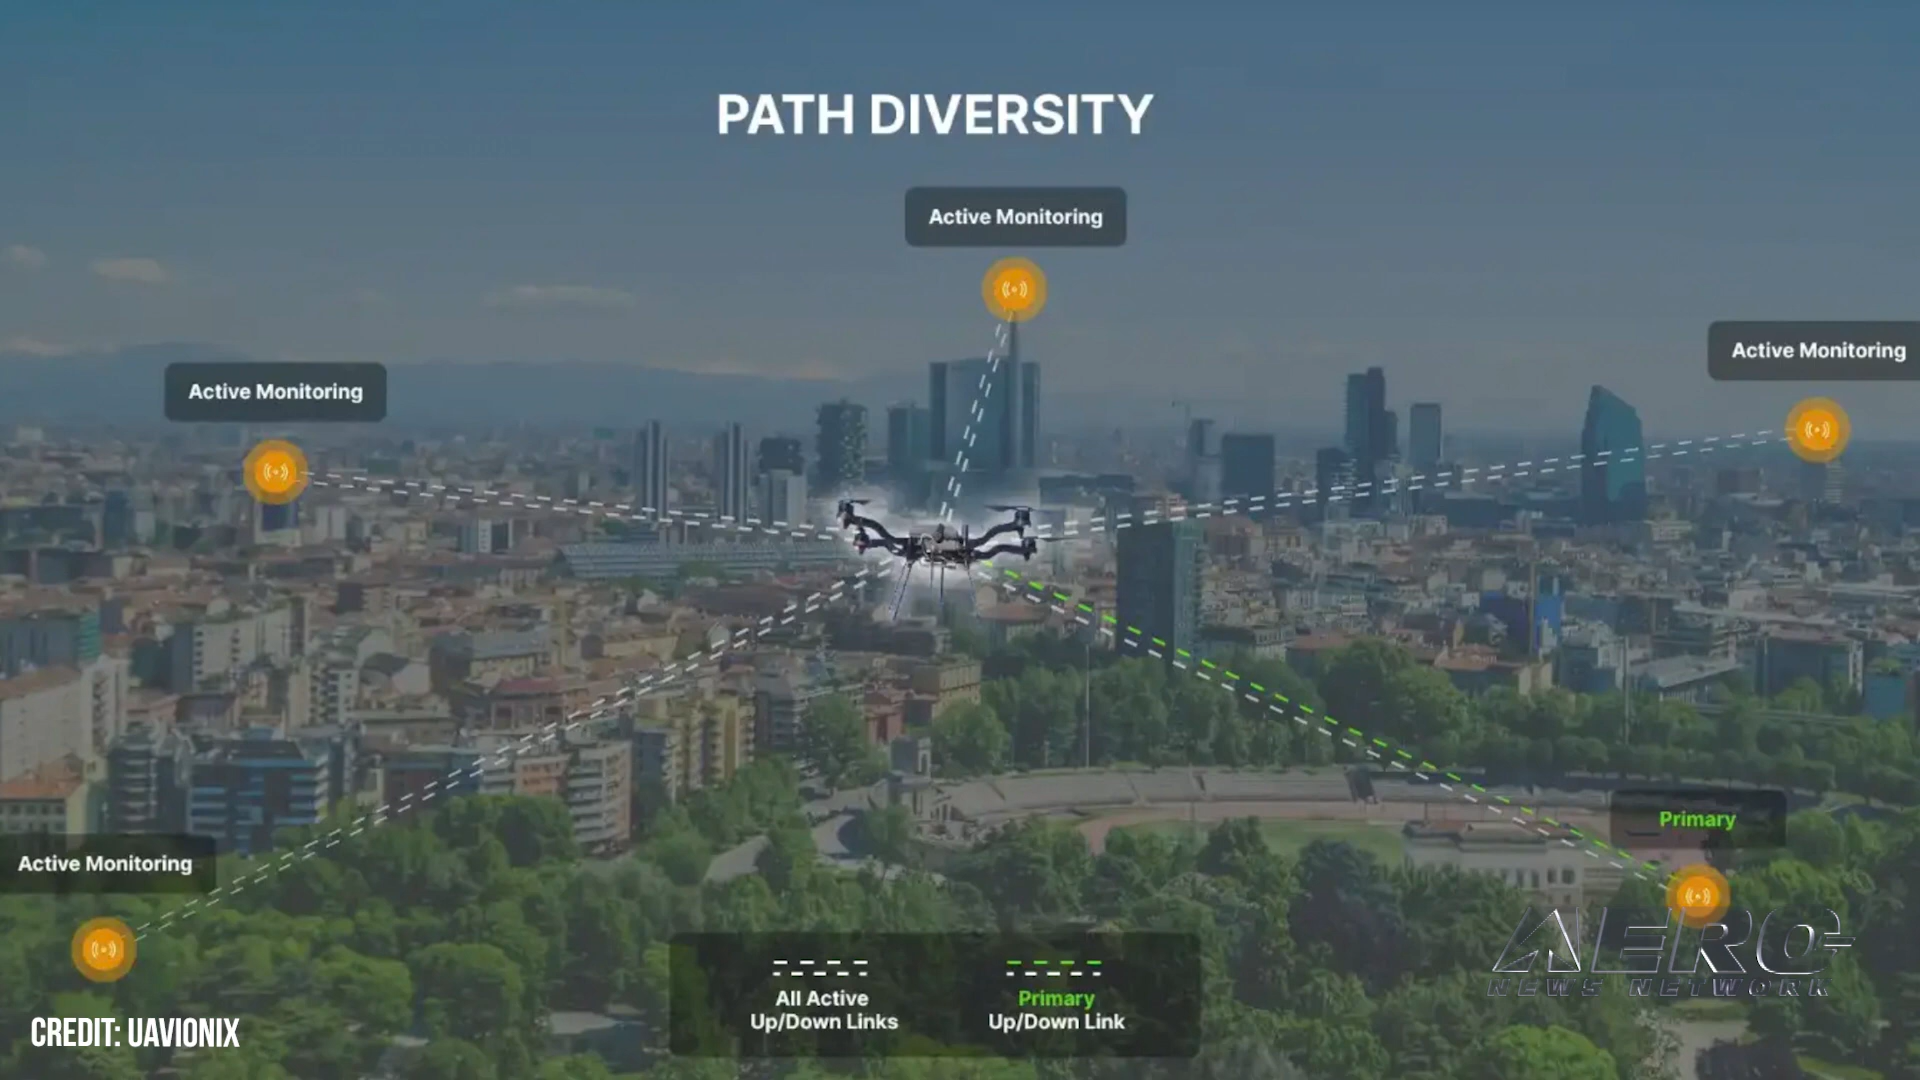 PATH DIVERSITY
Active Monitoring
Active Monitoring
Active Monitoring
Active Monitoring
Primary
All Active
Up/Down Links
Primary
Up/Down Link
AERO
NEWS NETWORK
CREDIT: UAVIONIX